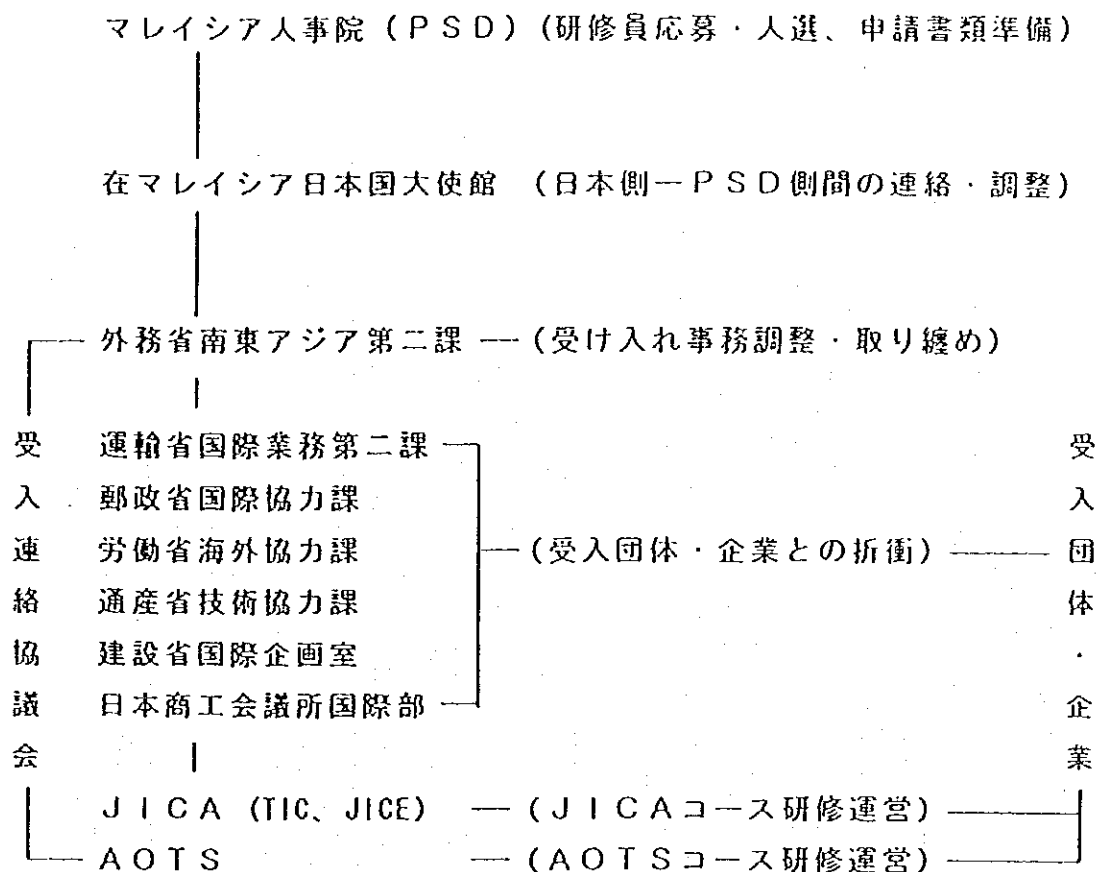 マレイシア人事院（ＰＳＤ）(研修員応募・人選、申請書類準備）
在マレイシア日本国大使館 （日本側―ＰＳＤ側間の連絡・調整）
外務省南東アジア第二課 ― (受け入れ事務調整・取り纏め）
受入連絡協議会
運輸省国際業務第二課
郵政省国際協力課
労働省海外協力課
通産省技術協力課
建設省国際企画室
日本商工会議所国際部
(受入団体・企業との折衝)
受入団体・企業
ＪＩＣＡ (TIC、JICE) ― (ＪＩＣＡコース研修運営)
ＡＯＴＳ ― (ＡＯＴＳコース研修運営)